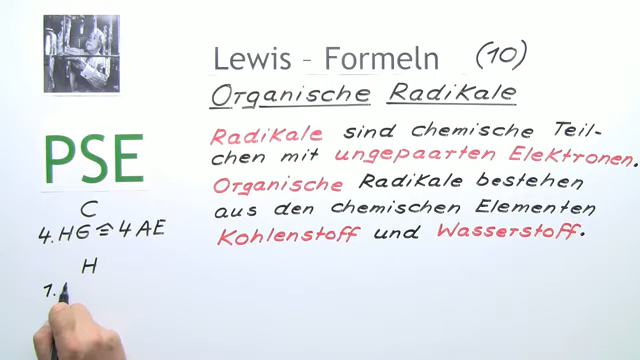 Lewis - Formeln (10)
Organische Radikale
Radikale sind chemische Teil-
chen mit ungepaarten Elektronen.
Organische Radikale bestehen
aus den chemischen Elementen
Kohlenstoff und Wasserstoff.
PSE
C
4. HG ≙ 4 AE
H
1.